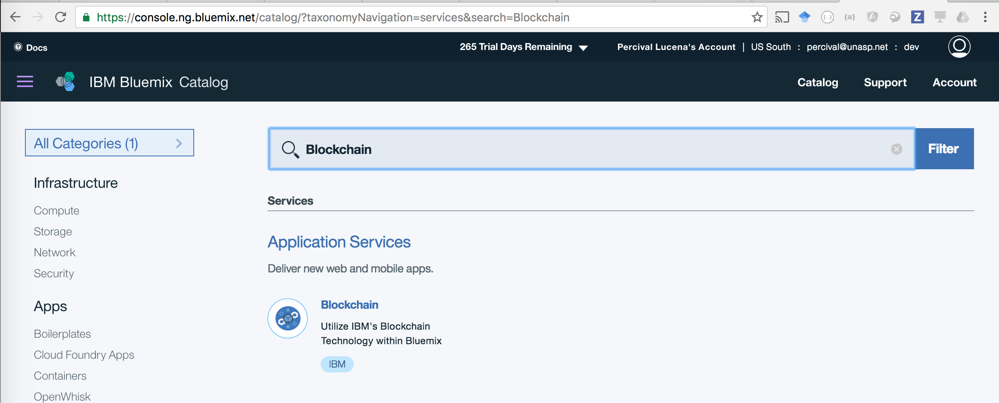 https://console.ng.bluemix.net/catalog/?taxonomyNavigation=services&search=Blockchain
Docs
265 Trial Days Remaining
Percival Lucena's Account | US South : percival@unasp.net : dev
IBM Bluemix Catalog
Catalog
Support
Account
All Categories (1)
Infrastructure
Compute
Storage
Network
Security
Apps
Boilerplates
Cloud Foundry Apps
Containers
OpenWhisk
Blockchain
Filter
Services
Application Services
Deliver new web and mobile apps.
Blockchain
Utilize IBM's Blockchain
Technology within Bluemix
IBM